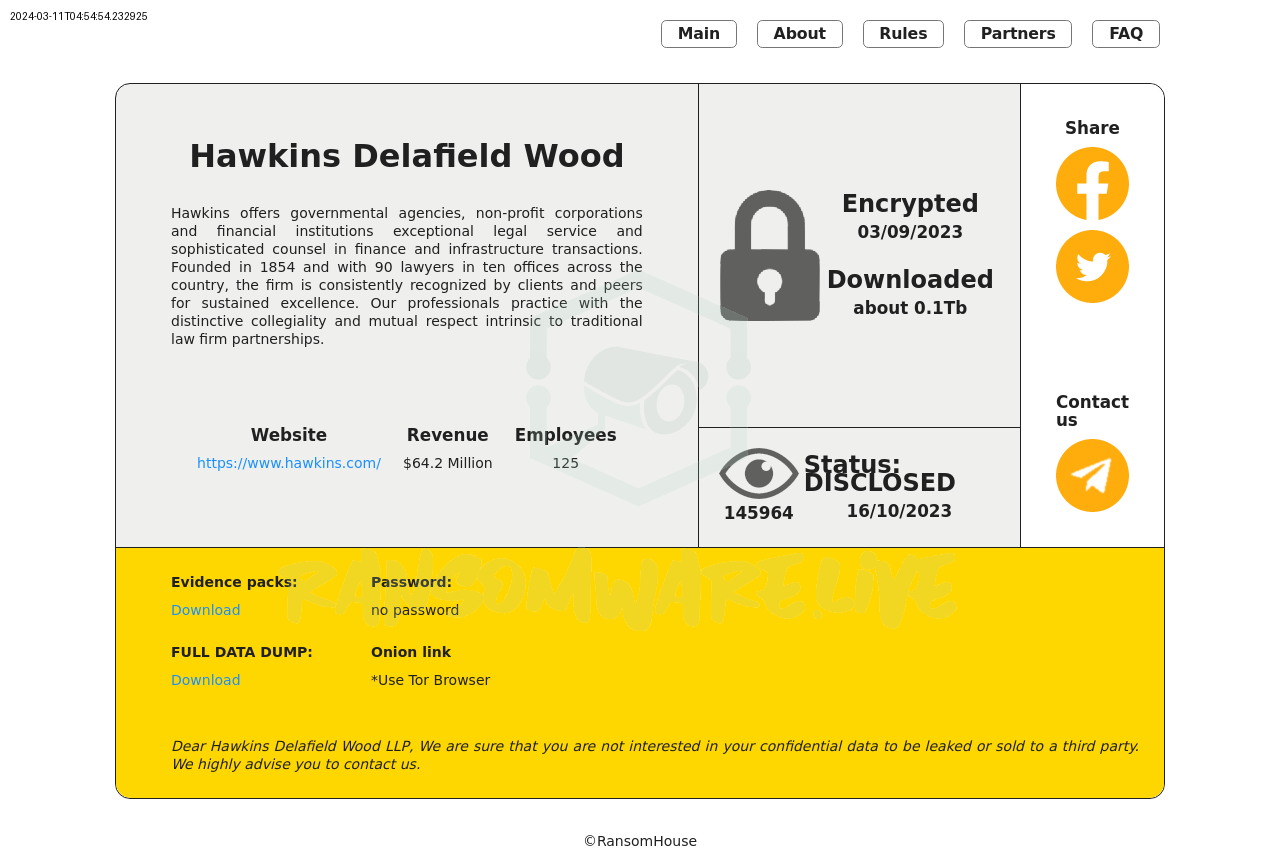 2024-03-11T04:54:54.232925
Main About Rules Partners FAQ
Hawkins Delafield Wood
Hawkins offers governmental agencies, non-profit corporations
and financial institutions exceptional legal service and
sophisticated counsel in finance and infrastructure transactions.
Founded in 1854 and with 90 lawyers in ten offices across the
country, the firm is consistently recognized by clients and peers
for sustained excellence. Our professionals practice with the
distinctive collegiality and mutual respect intrinsic to traditional
law firm partnerships.
Website Revenue Employees
https://www.hawkins.com/ $64.2 Million 125
Encrypted
03/09/2023
Downloaded
about 0.1Tb
Status:
DISCLOSED
145964 16/10/2023
Share
Contact
us
RANSOMWARE.LIVE
Evidence packs: Password:
Download no password
FULL DATA DUMP: Onion link
Download *Use Tor Browser
Dear Hawkins Delafield Wood LLP, We are sure that you are not interested in your confidential data to be leaked or sold to a third party.
We highly advise you to contact us.
©RansomHouse